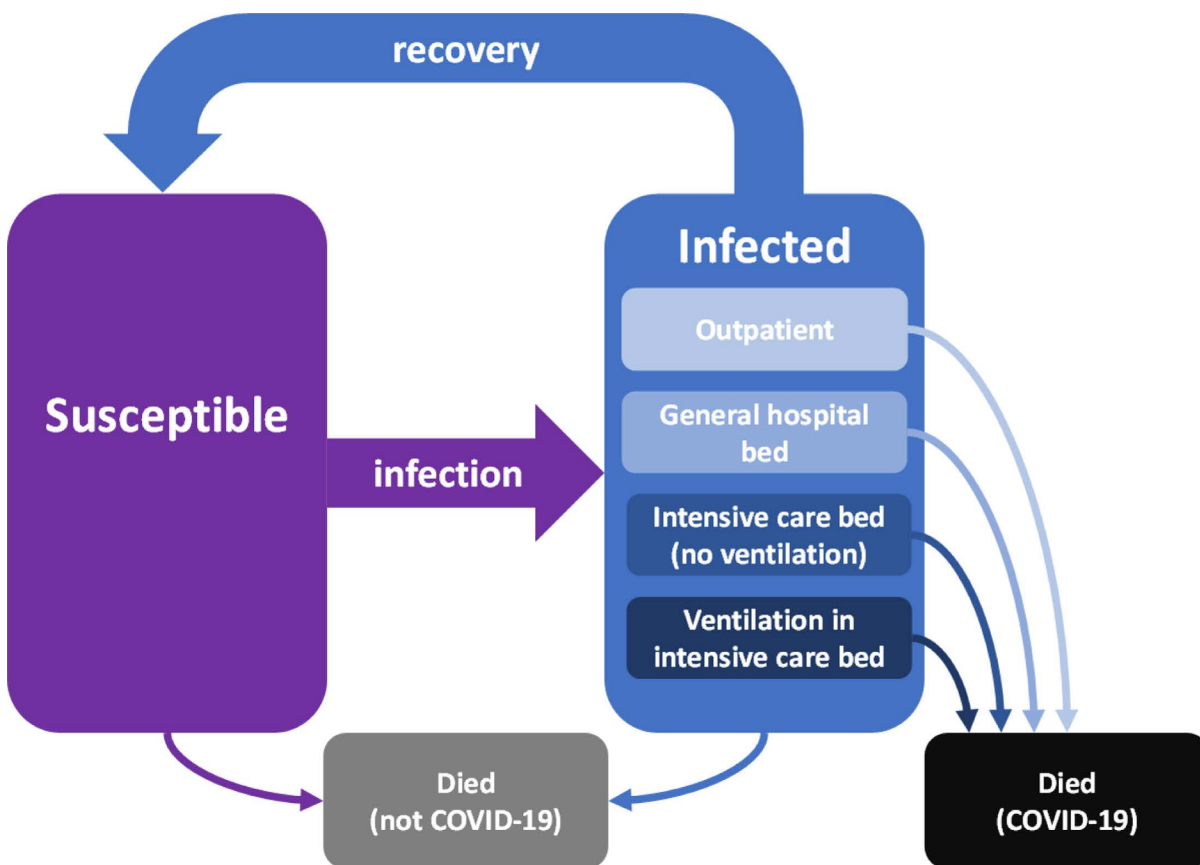 recovery
Susceptible
infection
Infected
Outpatient
General hospital
bed
Intensive care bed
(no ventilation)
Ventilation in
intensive care bed
Died
(not COVID-19)
Died
(COVID-19)